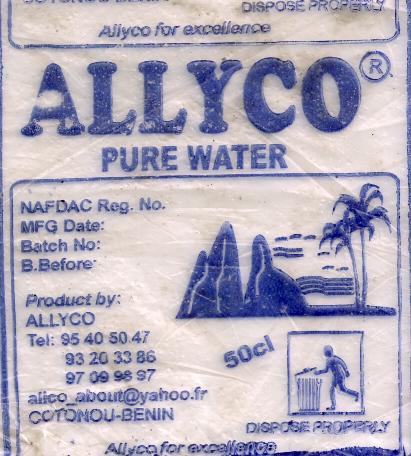 COTONOU-BENIN
DISPOSE PROPERLY
Allyco for excellence
ALLYCO®
PURE WATER
NAFDAC Reg. No.
MFG Date:
Batch No:
B.Before
Product by:
ALLYCO
Tel: 95 40 50 47
93 20 33 86
97 09 98 97
alico_about@yahoo.fr
COTONOU-BENIN
50cl
DISPOSE PROPERLY
Allyco for excellence